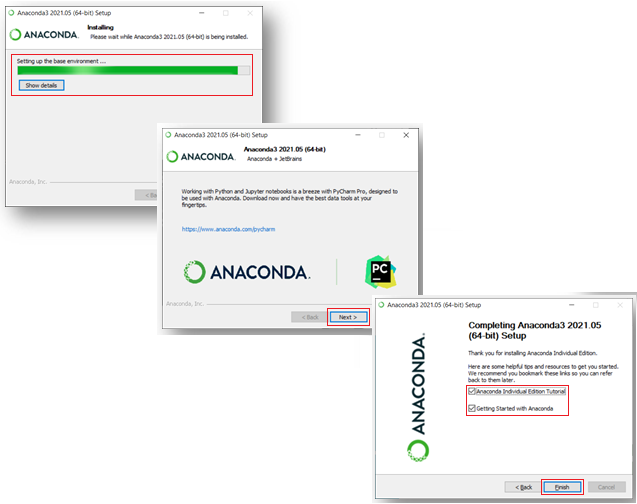 Anaconda3 2021.05 (64-bit) Setup
ANACONDA.
Installing
Please wait while Anaconda3 2021.05 (64-bit) is being installed.
Setting up the base environment ...
Show details
Anaconda, Inc.
< Ba
Anaconda3 2021.05 (64-bit) Setup
ANACONDA.
Anaconda3 2021.05 (64-bit)
Anaconda + JetBrains
Working with Python and Jupyter notebooks is a breeze with PyCharm Pro, designed to
be used with Anaconda. Download now and have the best data tools at your
fingertips.
https://www.anaconda.com/pycharm
ANACONDA.
PC
Anaconda, Inc.
< Back
Next >
Anaconda3 2021.05 (64-bit) Setup
ANACONDA.
Completing Anaconda3 2021.05
(64-bit) Setup
Thank you for installing Anaconda Individual Edition.
Here are some helpful tips and resources to get you started.
We recommend you bookmark these links so you can refer
back to them later.
Anaconda Individual Edition Tutorial
Getting Started with Anaconda
< Back
Finish
Cancel